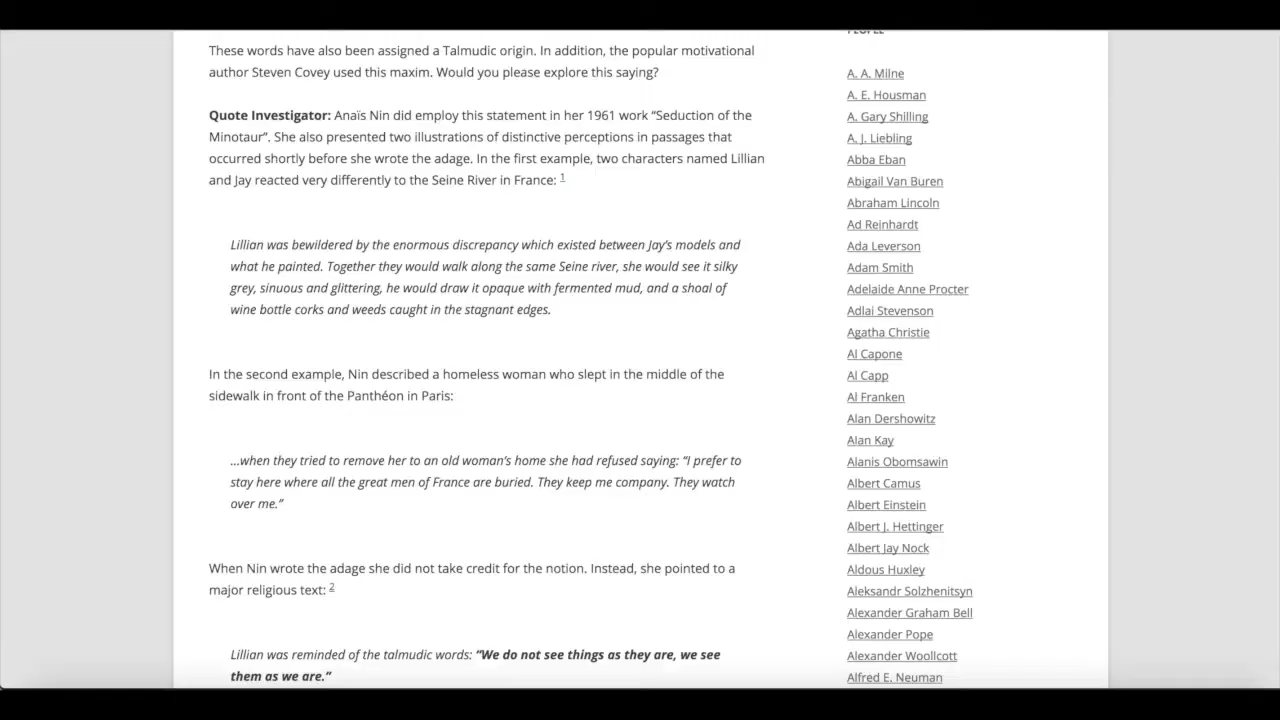 These words have also been assigned a Talmudic origin. In addition, the popular motivational
author Steven Covey used this maxim. Would you please explore this saying?
Quote Investigator: Anaïs Nin did employ this statement in her 1961 work “Seduction of the
Minotaur”. She also presented two illustrations of distinctive perceptions in passages that
occurred shortly before she wrote the adage. In the first example, two characters named Lillian
and Jay reacted very differently to the Seine River in France: 1
Lillian was bewildered by the enormous discrepancy which existed between Jay’s models and
what he painted. Together they would walk along the same Seine river, she would see it silky
grey, sinuous and glittering, he would draw it opaque with fermented mud, and a shoal of
wine bottle corks and weeds caught in the stagnant edges.
In the second example, Nin described a homeless woman who slept in the middle of the
sidewalk in front of the Panthéon in Paris:
…when they tried to remove her to an old woman’s home she had refused saying: “I prefer to
stay here where all the great men of France are buried. They keep me company. They watch
over me.”
When Nin wrote the adage she did not take credit for the notion. Instead, she pointed to a
major religious text: 2
Lillian was reminded of the talmudic words: “We do not see things as they are, we see
them as we are.”
PEOPLE
A. A. Milne
A. E. Housman
A. Gary Shilling
A. J. Liebling
Abba Eban
Abigail Van Buren
Abraham Lincoln
Ad Reinhardt
Ada Leverson
Adam Smith
Adelaide Anne Procter
Adlai Stevenson
Agatha Christie
Al Capone
Al Capp
Al Franken
Alan Dershowitz
Alan Kay
Alanis Obomsawin
Albert Camus
Albert Einstein
Albert J. Hettinger
Albert Jay Nock
Aldous Huxley
Aleksandr Solzhenitsyn
Alexander Graham Bell
Alexander Pope
Alexander Woollcott
Alfred E. Neuman